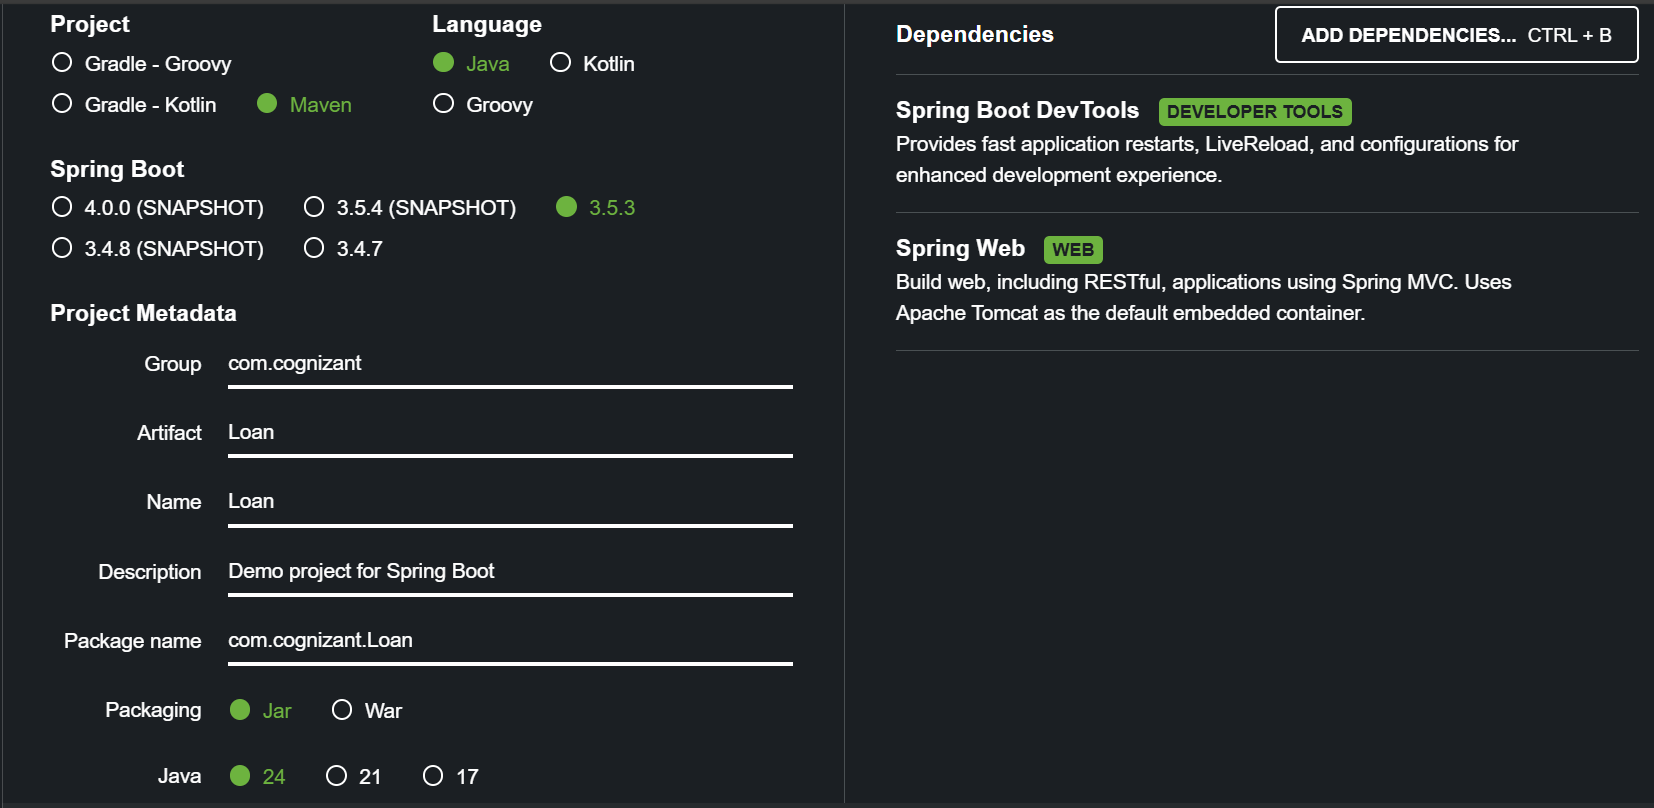 Project
Gradle - Groovy
Gradle - Kotlin Maven
Language
Java Kotlin
Groovy
Spring Boot
4.0.0 (SNAPSHOT) 3.5.4 (SNAPSHOT) 3.5.3
3.4.8 (SNAPSHOT) 3.4.7
Project Metadata
Group com.cognizant
Artifact Loan
Name Loan
Description Demo project for Spring Boot
Package name com.cognizant.Loan
Packaging Jar War
Java 24 21 17
Dependencies ADD DEPENDENCIES... CTRL + B
Spring Boot DevTools DEVELOPER TOOLS
Provides fast application restarts, LiveReload, and configurations for
enhanced development experience.
Spring Web WEB
Build web, including RESTful, applications using Spring MVC. Uses
Apache Tomcat as the default embedded container.